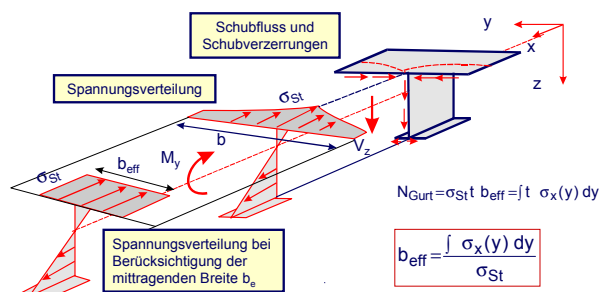 Schubfluss und
Schubverzerrungen
y
x
z
Spannungsverteilung
σSt
b
Vz
My
σSt
beff
NGurt=σSt t beff=∫t σx(y) dy
beff = ∫ σx(y) dy / σSt
Spannungsverteilung bei
Berücksichtigung der
mittragenden Breite be